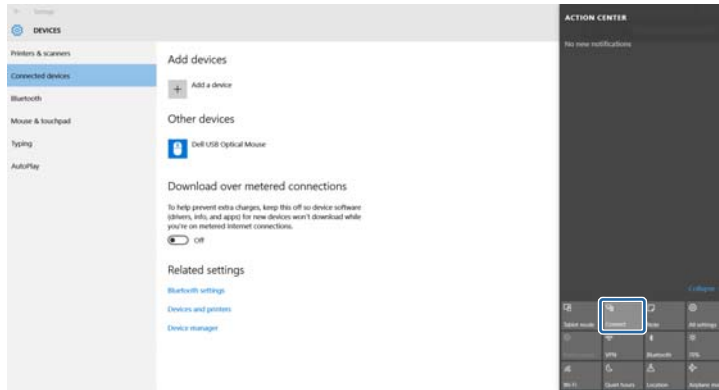 Settings
DEVICES
Printers & scanners
Connected devices
Bluetooth
Mouse & touchpad
Typing
AutoPlay
Add devices
Add a device
Other devices
Dell USB Optical Mouse
Download over metered connections
To help prevent extra charges, keep this off so device software
(drivers, info, and apps) for new devices won't download while
you're on metered Internet connections.
Off
Related settings
Bluetooth settings
Devices and printers
Device manager
ACTION CENTER
No new notifications
Collapse
Tablet mode
Connect
Note
All settings
VPN
Bluetooth
Wi-Fi
Quiet hours
Location
Airplane mo